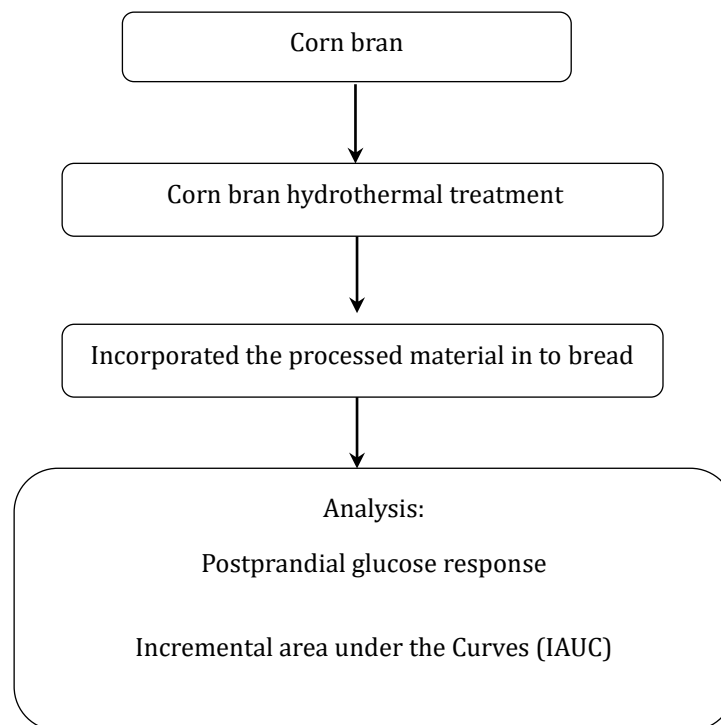 Corn bran
Corn bran hydrothermal treatment
Incorporated the processed material in to bread
Analysis:
Postprandial glucose response
Incremental area under the Curves (IAUC)